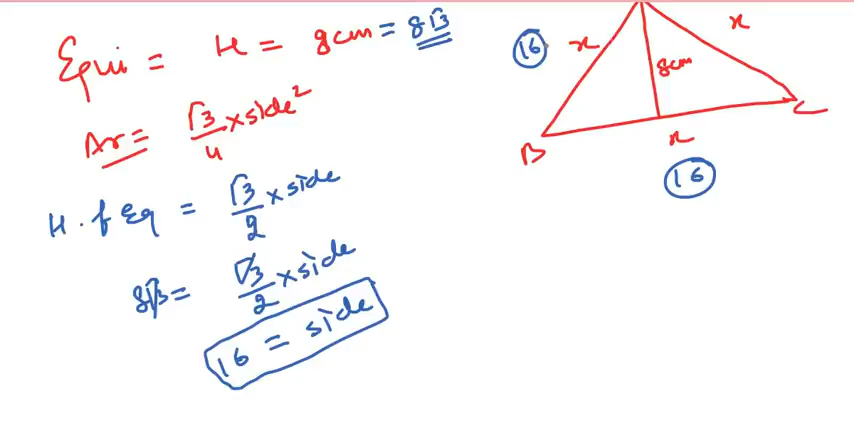 Equi = H = 8cm = 8√3
Ar = √3/4 × side²
H. of Eq = √3/2 × side
8√3 = √3/2 × side
16 = side
16
x
x
8cm
B
x
C
16